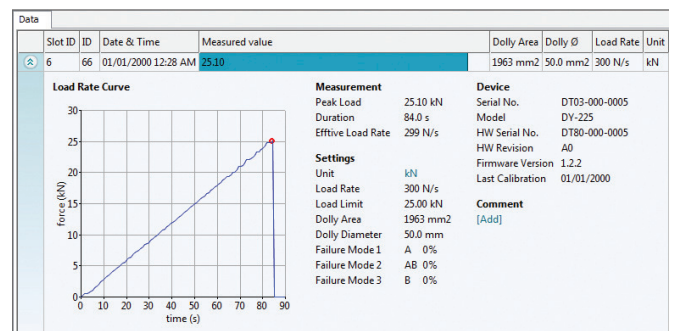 Data
Slot ID ID Date & Time Measured value Dolly Area Dolly Ø Load Rate Unit
6 66 01/01/2000 12:28 AM 25.10 1963 mm2 50.0 mm2 300 N/s kN
Load Rate Curve
30
25
20
15
10
5
0
force (kN)
0 10 20 30 40 50 60 70 80 90
time (s)
Measurement
Peak Load 25.10 kN
Duration 84.0 s
Efftive Load Rate 299 N/s
Settings
Unit kN
Load Rate 300 N/s
Load Limit 25.00 kN
Dolly Area 1963 mm2
Dolly Diameter 50.0 mm
Failure Mode 1 A 0%
Failure Mode 2 AB 0%
Failure Mode 3 B 0%
Device
Serial No. DT03-000-0005
Model DY-225
HW Serial No. DT80-000-0005
HW Revision A0
Firmware Version 1.2.2
Last Calibration 01/01/2000
Comment
[Add]